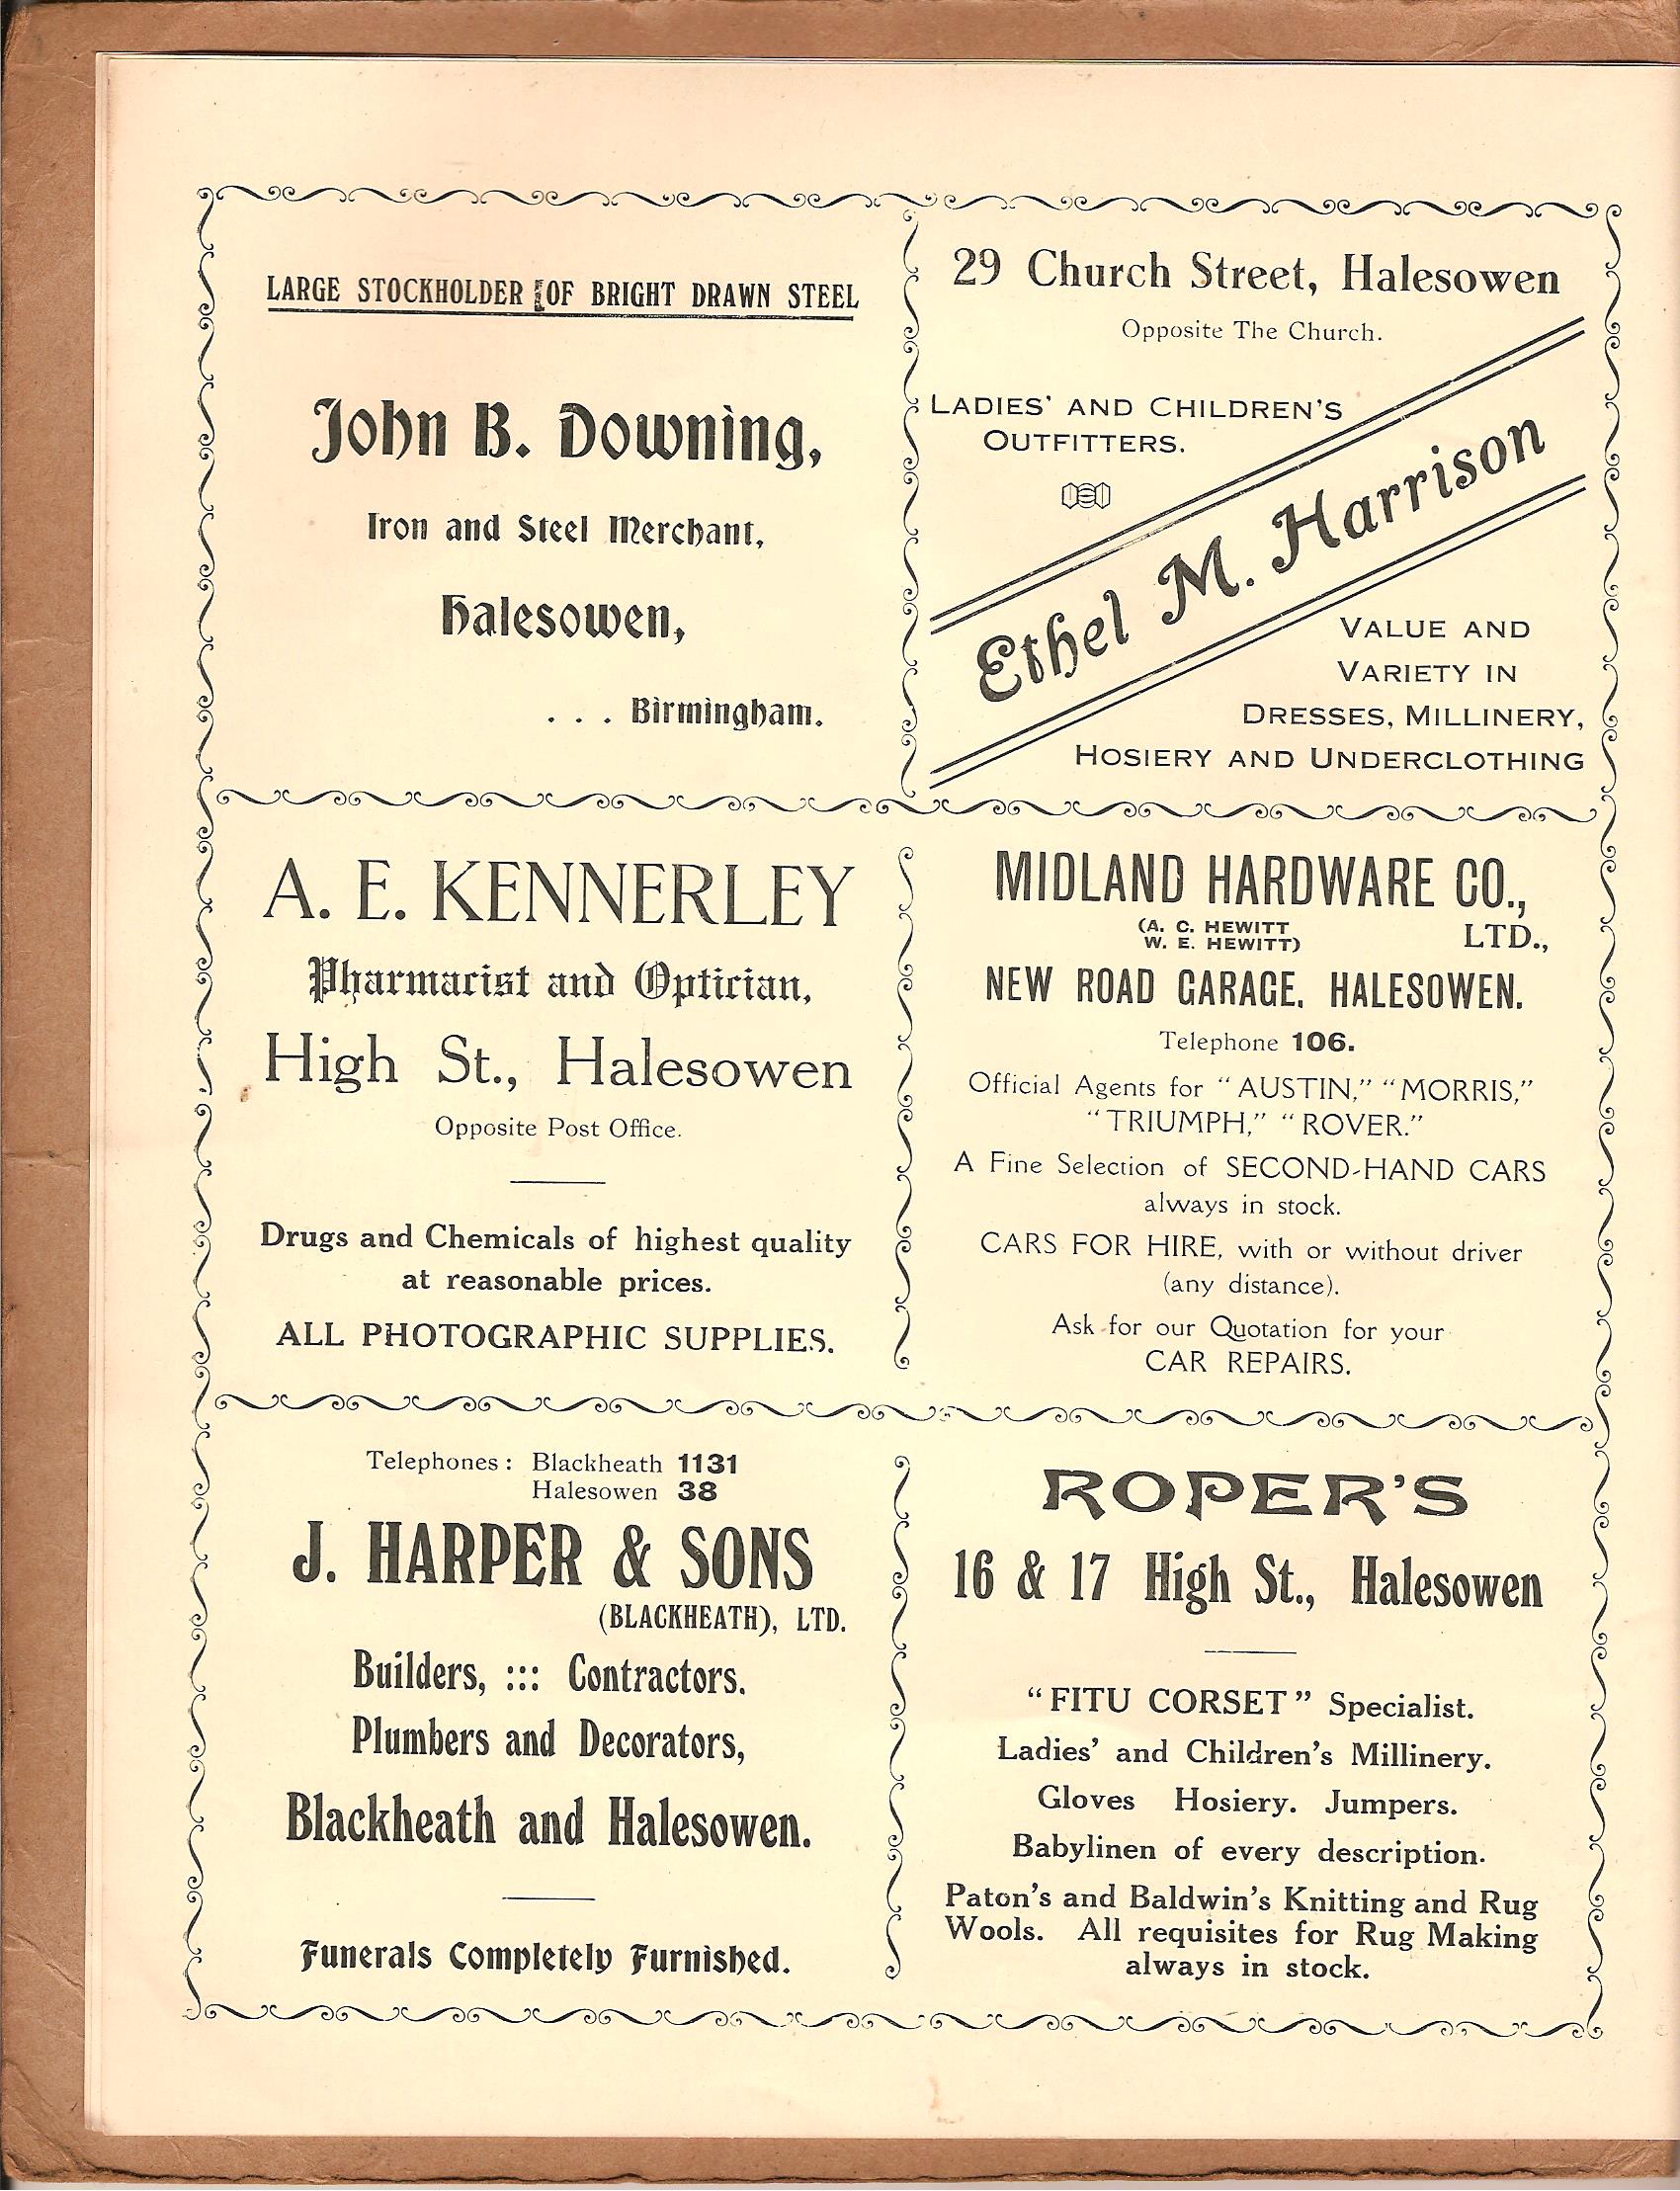 LARGE STOCKHOLDER OF BRIGHT DRAWN STEEL
John B. Downing,
Iron and Steel Merchant,
Halesowen,
. . . Birmingham.
29 Church Street, Halesowen
Opposite The Church.
LADIES' AND CHILDREN'S
OUTFITTERS.
Ethel M. Harrison
VALUE AND
VARIETY IN
DRESSES, MILLINERY,
HOSIERY AND UNDERCLOTHING
A. E. KENNERLEY
Pharmacist and Optician,
High St., Halesowen
Opposite Post Office.
Drugs and Chemicals of highest quality
at reasonable prices.
ALL PHOTOGRAPHIC SUPPLIES.
MIDLAND HARDWARE CO.,
(A. C. HEWITT
W. E. HEWITT)
LTD.,
NEW ROAD GARAGE, HALESOWEN.
Telephone 106.
Official Agents for "AUSTIN," "MORRIS,"
"TRIUMPH," "ROVER."
A Fine Selection of SECOND-HAND CARS
always in stock.
CARS FOR HIRE, with or without driver
(any distance).
Ask for our Quotation for your
CAR REPAIRS.
Telephones: Blackheath 1131
Halesowen 38
J. HARPER & SONS
(BLACKHEATH), LTD.
Builders, ::: Contractors.
Plumbers and Decorators,
Blackheath and Halesowen.
Funerals Completely Furnished.
ROPER'S
16 & 17 High St., Halesowen
"FITU CORSET" Specialist.
Ladies' and Children's Millinery.
Gloves Hosiery. Jumpers.
Babylinen of every description.
Paton's and Baldwin's Knitting and Rug
Wools. All requisites for Rug Making
always in stock.